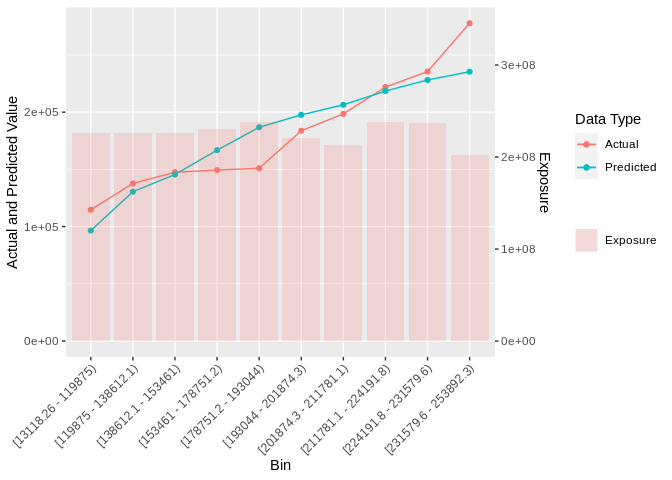 Actual and Predicted Value
2e+05
1e+05
0e+00
3e+08
2e+08
1e+08
0e+00
Exposure
[13118.26 - 119875)
[119875 - 138612.1)
[138612.1 - 153461)
[153461 - 178751.2)
[178751.2 - 193044)
[193044 - 201874.3)
[201874.3 - 211781.1)
[211781.1 - 224191.8)
[224191.8 - 231579.6)
[231579.6 - 253892.3)
Bin
Data Type
Actual
Predicted
Exposure